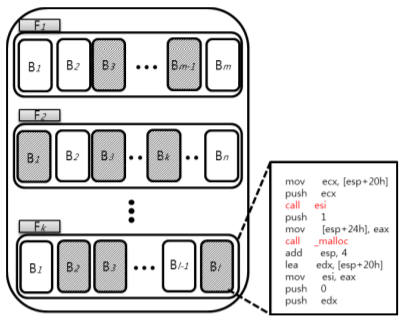 F1
B1 B2 B3 ••• Bm-1 Bm
F2
B1 B2 B3 •• Bk •• Bn
Fk
B1 B2 B3 ••• Bl-1 Bl
mov ecx, [esp+20h]
push ecx
call esi
push 1
mov [esp+24h], eax
call _malloc
add esp, 4
lea edx, [esp+20h]
mov esi, eax
push 0
push edx